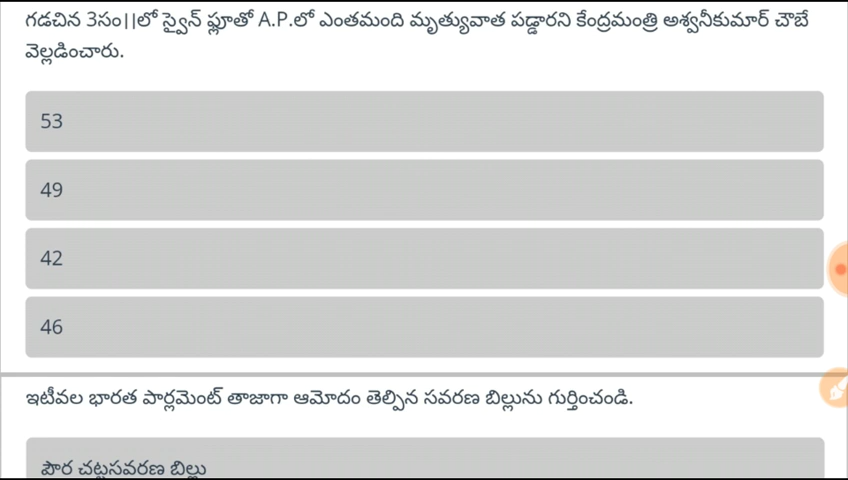 గడచిన 3సం||లో స్వైన్ ఫ్లూతో A.P.లో ఎంతమంది మృత్యువాత పడ్డారని కేంద్రమంత్రి అశ్వనీకుమార్ చౌబే
వెల్లడించారు.
53
49
42
46
ఇటీవల భారత పార్లమెంట్ తాజాగా ఆమోదం తెల్పిన సవరణ బిల్లును గుర్తించండి.
పౌర చట్టసవరణ బిల్లు